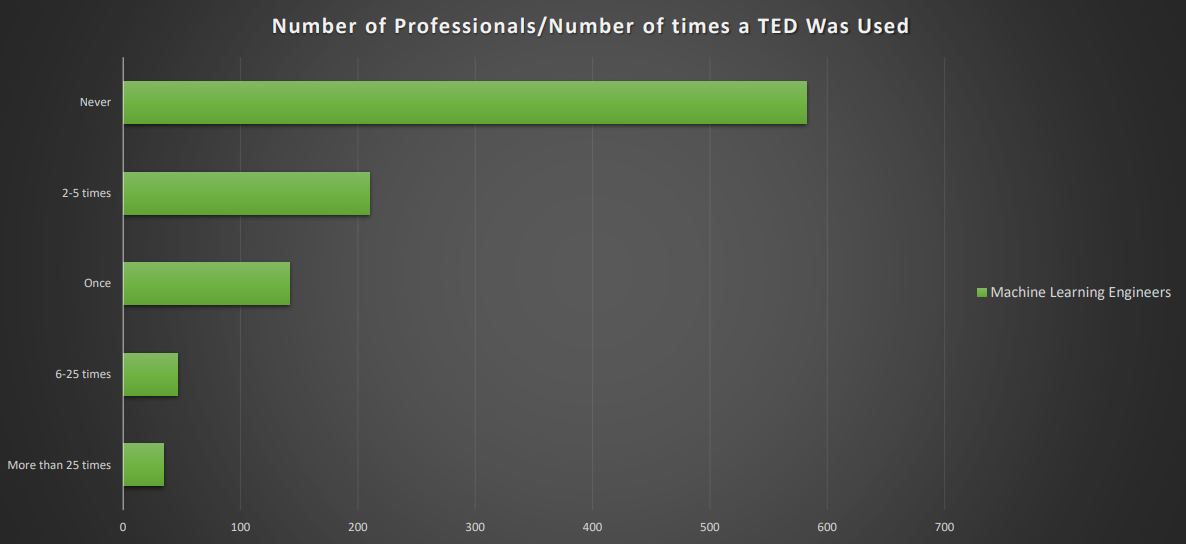 Number of Professionals/Number of times a TED Was Used
Never
2-5 times
Once
6-25 times
More than 25 times
0 100 200 300 400 500 600 700
Machine Learning Engineers